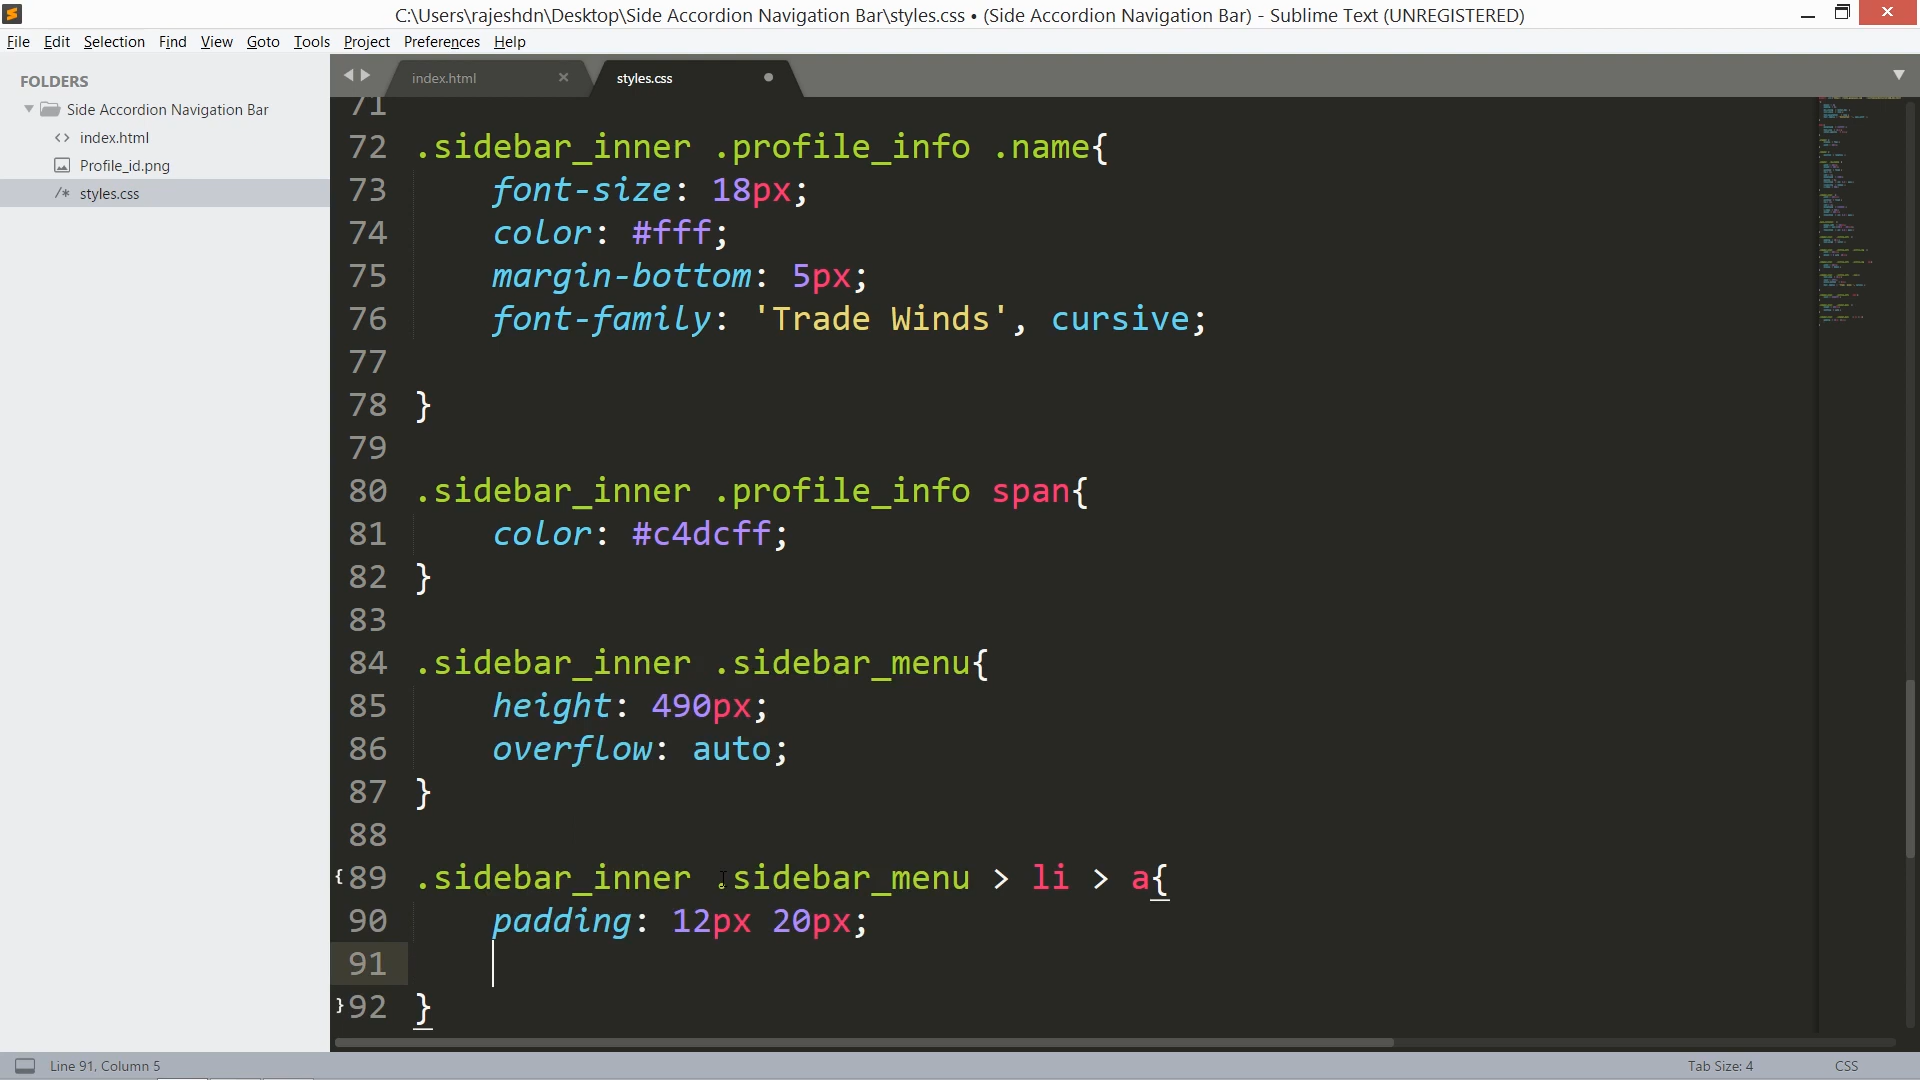 C:\Users\rajeshdn\Desktop\Side Accordion Navigation Bar\styles.css • (Side Accordion Navigation Bar) - Sublime Text (UNREGISTERED)
File Edit Selection Find View Goto Tools Project Preferences Help
FOLDERS
Side Accordion Navigation Bar
<> index.html
Profile_id.png
/* styles.css
index.html
styles.css
71
72 .sidebar_inner .profile_info .name{
73 font-size: 18px;
74 color: #fff;
75 margin-bottom: 5px;
76 font-family: 'Trade Winds', cursive;
77
78 }
79
80 .sidebar_inner .profile_info span{
81 color: #c4dcff;
82 }
83
84 .sidebar_inner .sidebar_menu{
85 height: 490px;
86 overflow: auto;
87 }
88
89 .sidebar_inner .sidebar_menu > li > a{
90 padding: 12px 20px;
91
92 }
Line 91, Column 5
Tab Size: 4
CSS